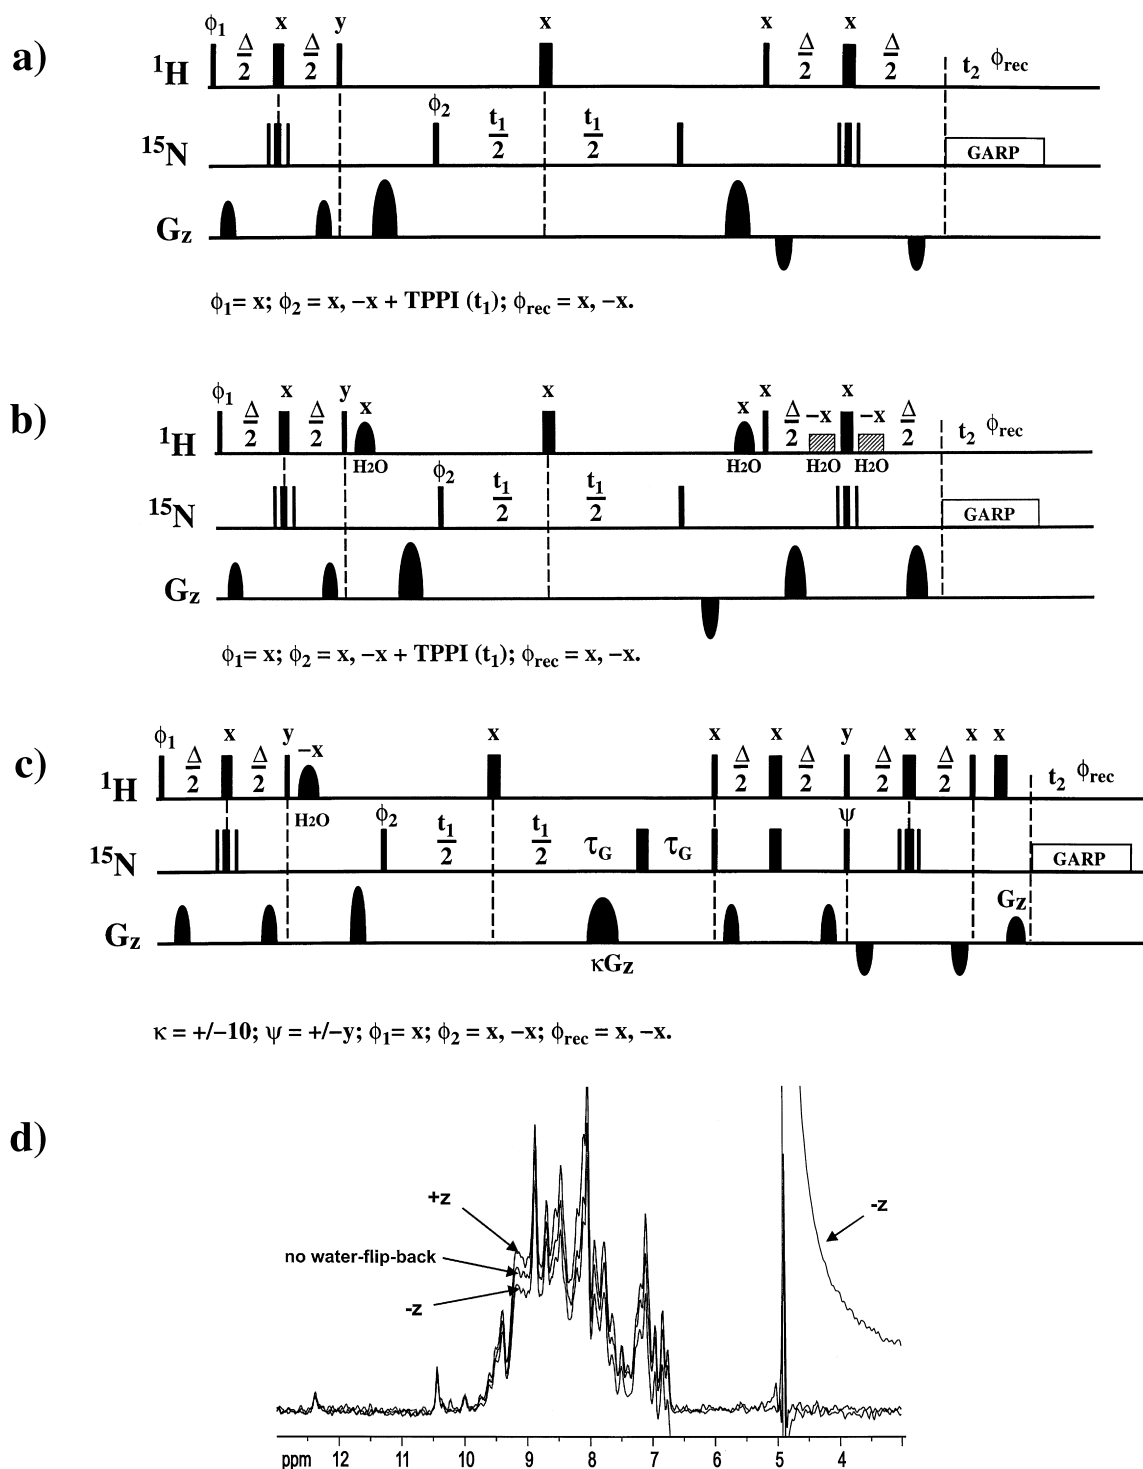 a)
ϕ1 Δ/2 x Δ/2 y x x Δ/2 x Δ/2 t2 ϕrec
1H
ϕ2 t1/2 t1/2
15N GARP
Gz
ϕ1= x; ϕ2 = x, −x + TPPI (t1); ϕrec = x, −x.
b)
ϕ1 Δ/2 x Δ/2 y x x x x Δ/2 −x x −x Δ/2 t2 ϕrec
1H H2O H2O H2O H2O
ϕ2 t1/2 t1/2
15N GARP
Gz
ϕ1= x; ϕ2 = x, −x + TPPI (t1); ϕrec = x, −x.
c)
ϕ1 Δ/2 x Δ/2 y −x x x Δ/2 x Δ/2 y Δ/2 x Δ/2 x x t2 ϕrec
1H H2O
ϕ2 t1/2 t1/2 τG τG ψ
15N GARP
Gz Gz
κGz
κ = +/−10; ψ = +/−y; ϕ1= x; ϕ2 = x, −x; ϕrec = x, −x.
d)
+z
-z
no water-flip-back
-z
ppm 12 11 10 9 8 7 6 5 4